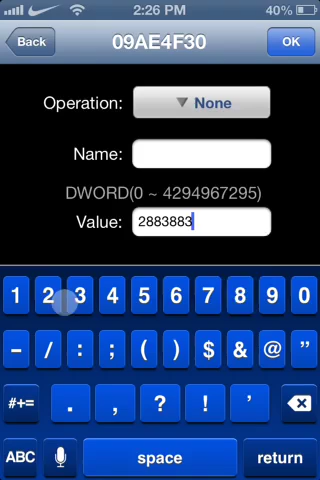 2:26 PM 40%
Back 09AE4F30 OK
Operation: ▼ None
Name:
DWORD(0 ~ 4294967295)
Value: 2883883
1 2 3 4 5 6 7 8 9 0
- / : ; ( ) $ & @ "
#+= . , ? ! '
ABC space return